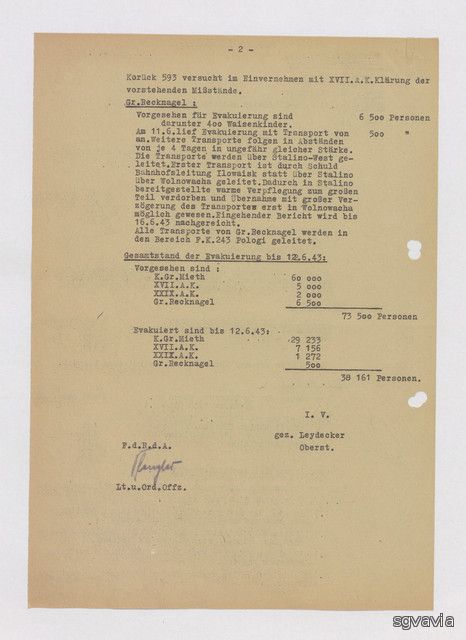 - 2 -
Korück 593 versucht im Einvernehmen mit XVII.A.K.Klärung der
vorstehenden Mißstände.
Gr.Recknagel :
Vorgesehen für Evakuierung sind 6 500 Personen
darunter 400 Waisenkinder.
Am 11.6.lief Evakuierung mit Transport von 500 "
an.Weitere Transporte folgen in Abständen
von je 4 Tagen in ungefähr gleicher Stärke.
Die Transporte werden über Stalino-West ge-
leitet.Erster Transport ist durch Schuld
Bahnhofsleitung Ilowaisk statt über Stalino
über Wolnowacha geleitet.Dadurch in Stalino
bereitgestellte warme Verpflegung zum großen
Teil verdorben und Übernahme mit großer Ver-
zögerung des Transportes erst in Wolnowacha
möglich gewesen.Eingehender Bericht wird bis
16.6.43 nachgereicht.
Alle Transporte von Gr.Recknagel werden in
den Bereich F.K.243 Pologi geleitet.
Gesamtstand der Evakuierung bis 12.6.43:
Vorgesehen sind :
K.Gr.Mieth 60 000
XVII.A.K. 5 000
XXIX.A.K. 2 000
Gr.Recknagel 6 500
73 500 Personen
Evakuiert sind bis 12.6.43:
K.Gr.Mieth 29 233
XVII.A.K. 7 156
XXIX.A.K. 1 272
Gr.Recknagel 500
38 161 Personen.
I. V.
gez. Leydecker
Oberst.
F.d.R.d.A.
Lt.u.Ord.Offz.
sgvavia